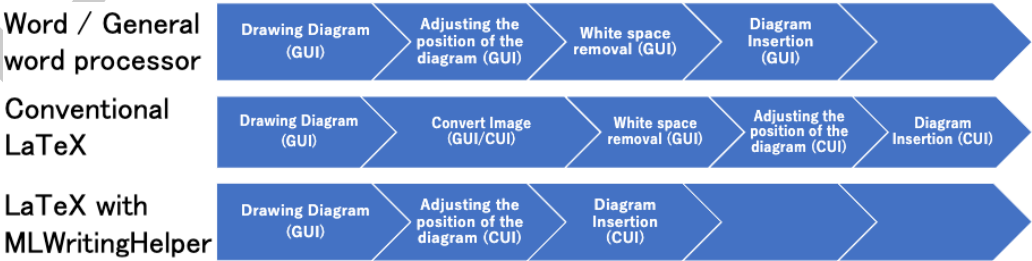 Word / General
word processor
Drawing Diagram
(GUI)
Adjusting the
position of the
diagram (GUI)
White space
removal (GUI)
Diagram
Insertion
(GUI)
Conventional
LaTeX
Drawing Diagram
(GUI)
Convert Image
(GUI/CUI)
White space
removal (GUI)
Adjusting the
position of the
diagram (CUI)
Diagram
Insertion (CUI)
LaTeX with
MLWritingHelper
Drawing Diagram
(GUI)
Adjusting the
position of the
diagram (CUI)
Diagram
Insertion
(CUI)